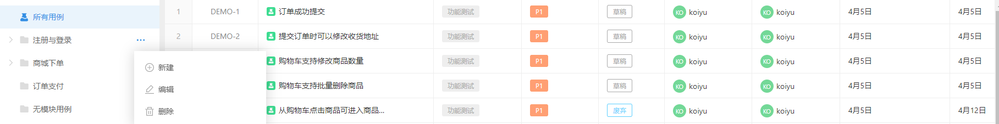 所有用例
注册与登录
商城下单
订单支付
无模块用例
新建
编辑
删除
1 DEMO-1 订单成功提交 功能测试 P1 草稿 KO koiyu KO koiyu 4月5日 4月5日
2 DEMO-2 提交订单时可以修改收货地址 功能测试 P1 草稿 KO koiyu KO koiyu 4月5日 4月5日
购物车支持修改商品数量 功能测试 P1 草稿 KO koiyu KO koiyu 4月5日 4月5日
购物车支持批量删除商品 功能测试 P1 草稿 KO koiyu KO koiyu 4月5日 4月5日
从购物车点击商品可进入商品... 功能测试 P1 废弃 KO koiyu KO koiyu 4月5日 4月12日